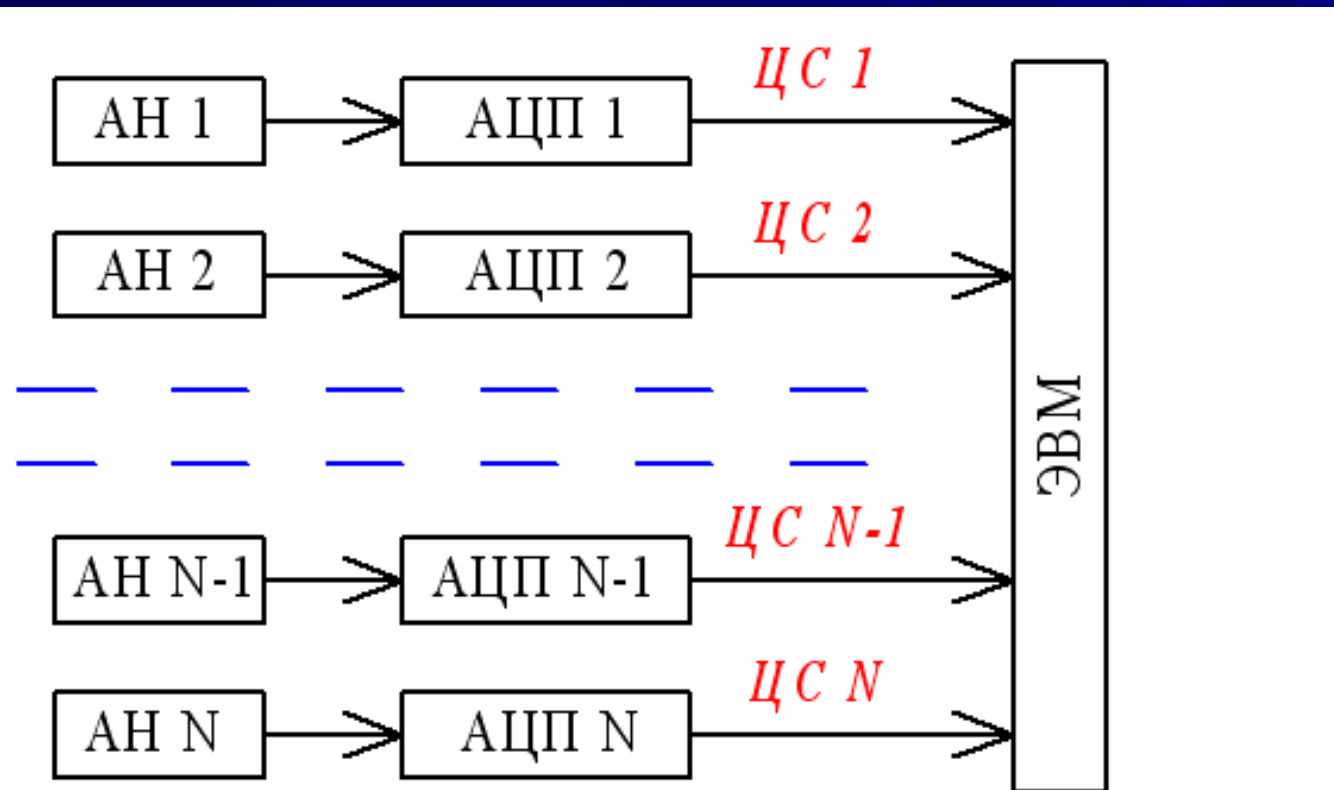 ЦС 1
АН 1 АЦП 1
ЦС 2
АН 2 АЦП 2
ЭВМ
ЦС N-1
АН N-1 АЦП N-1
ЦС N
АН N АЦП N